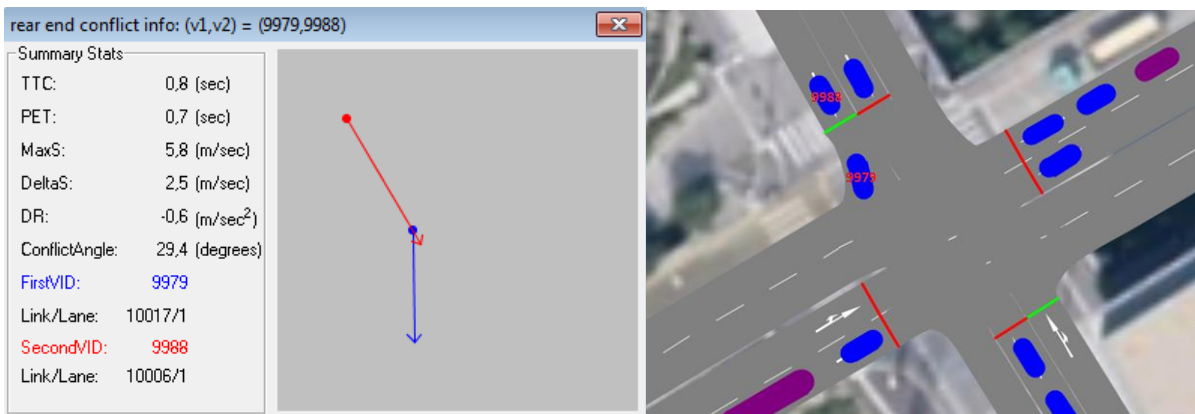 rear end conflict info: (v1,v2) = (9979,9988)
Summary Stats
TTC: 0,8 (sec)
PET: 0,7 (sec)
MaxS: 5,8 (m/sec)
DeltaS: 2,5 (m/sec)
DR: -0,6 (m/sec²)
ConflictAngle: 29,4 (degrees)
FirstVID: 9979
Link/Lane: 10017/1
SecondVID: 9988
Link/Lane: 10006/1
9988
9979